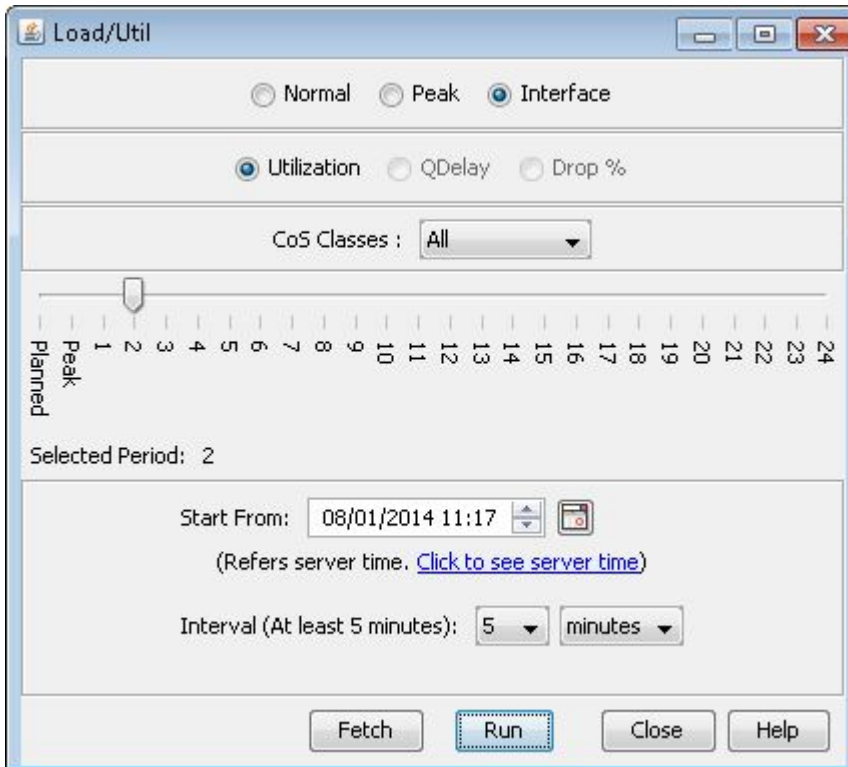 Load/Util
Normal Peak Interface
Utilization QDelay Drop %
CoS Classes : All
Planned Peak 1 2 3 4 5 6 7 8 9 10 11 12 13 14 15 16 17 18 19 20 21 22 23 24
Selected Period: 2
Start From: 08/01/2014 11:17
(Refers server time. Click to see server time)
Interval (At least 5 minutes): 5 minutes
Fetch Run Close Help